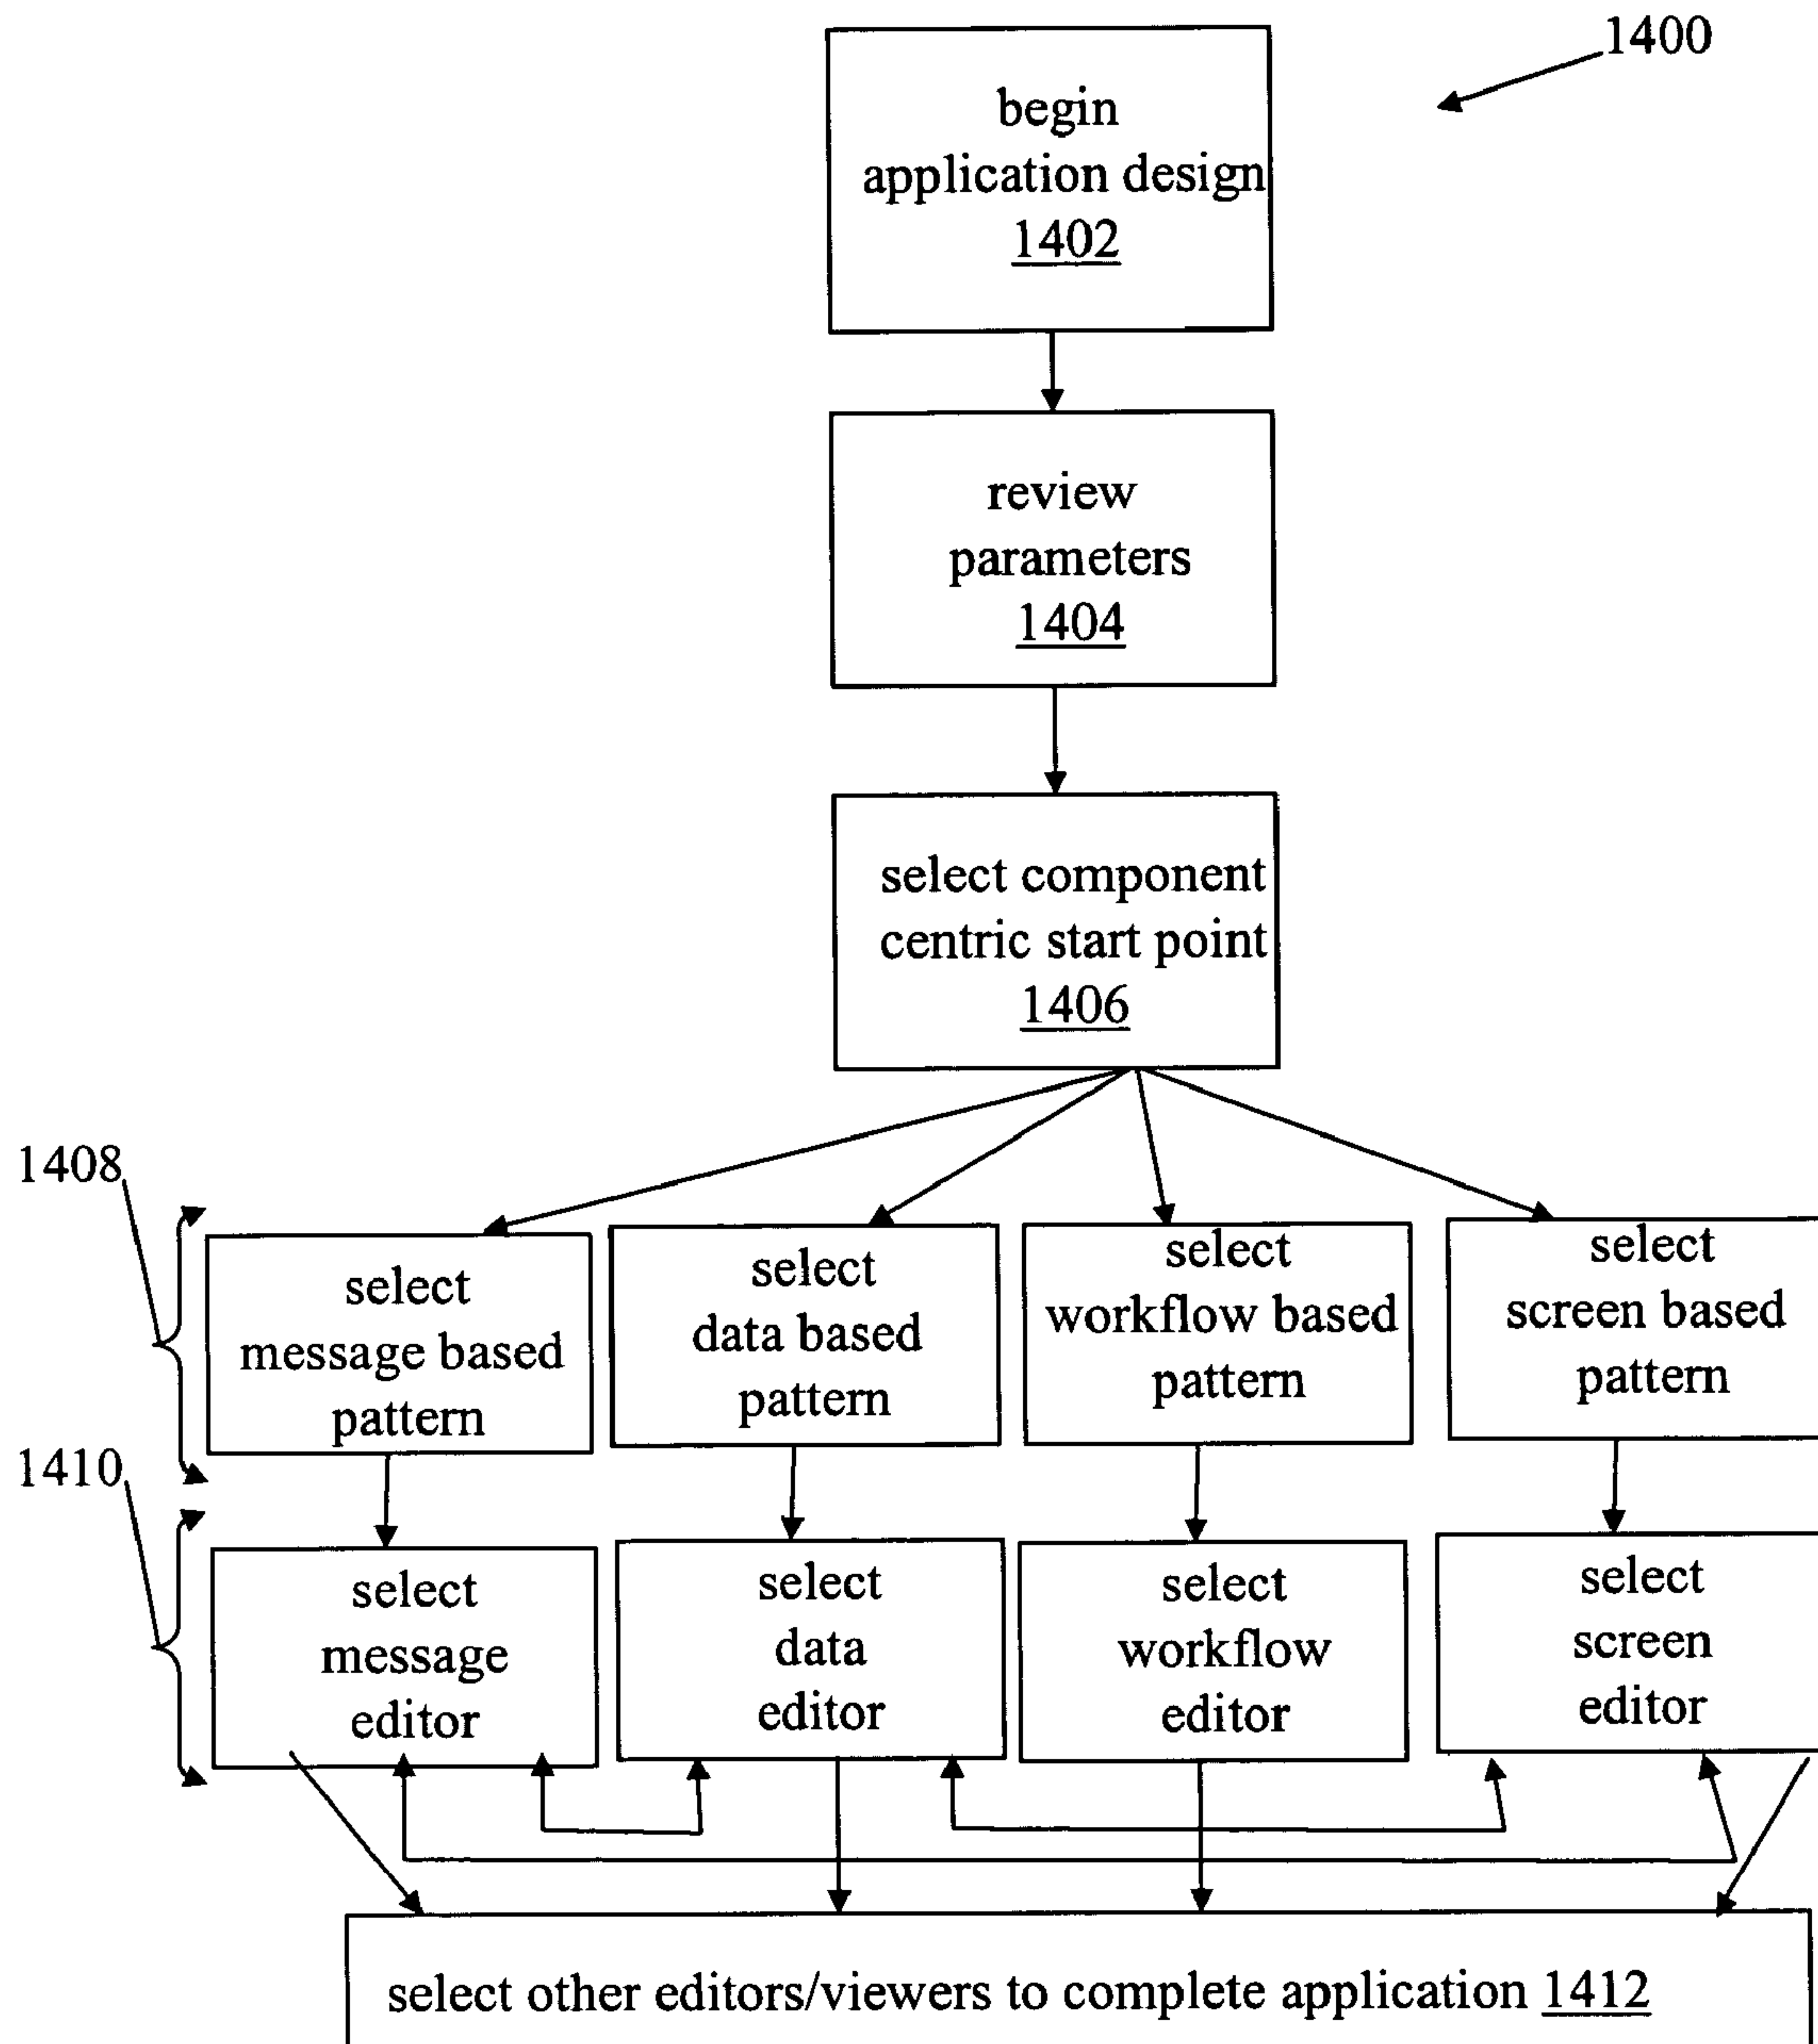 1400
begin
application design
1402
review
parameters
1404
select component
centric start point
1406
1408
select
message based
pattern
select
data based
pattern
select
workflow based
pattern
select
screen based
pattern
1410
select
message
editor
select
data
editor
select
workflow
editor
select
screen
editor
select other editors/viewers to complete application 1412